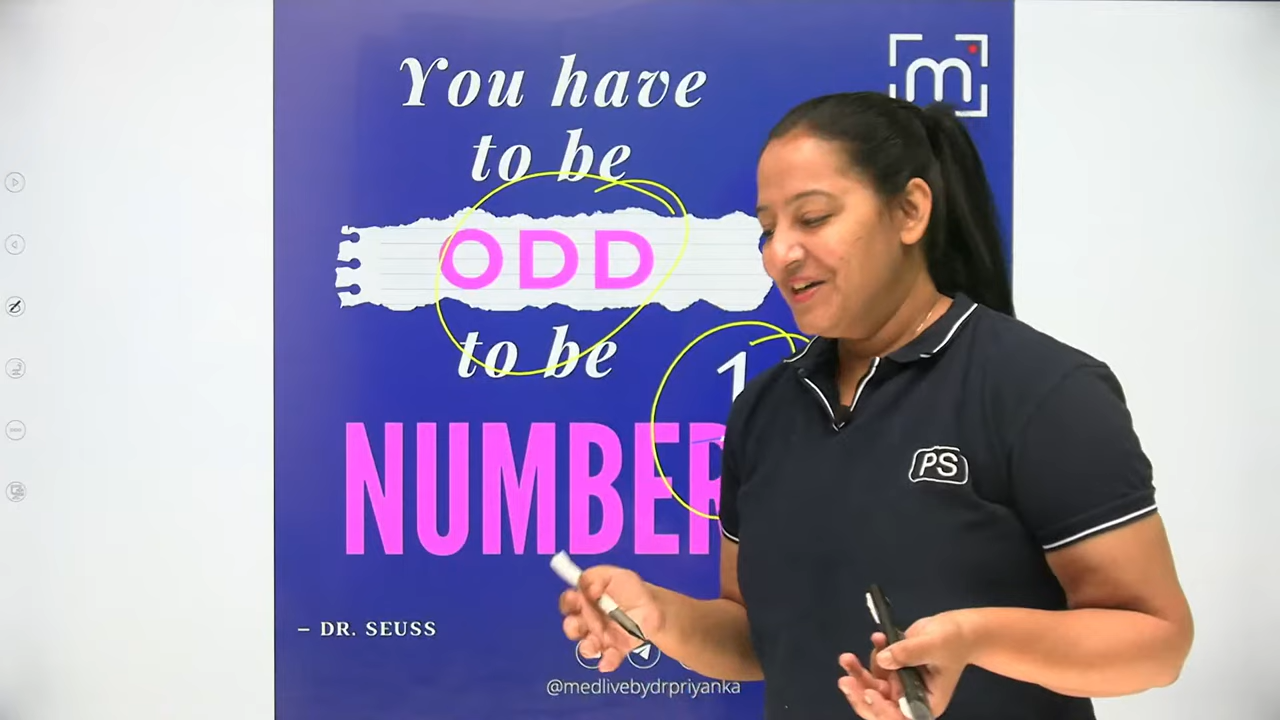 You have
m
to be
ODD
to be
1
NUMBER
PS
– DR. SEUSS
@medlivebydrpriyanka